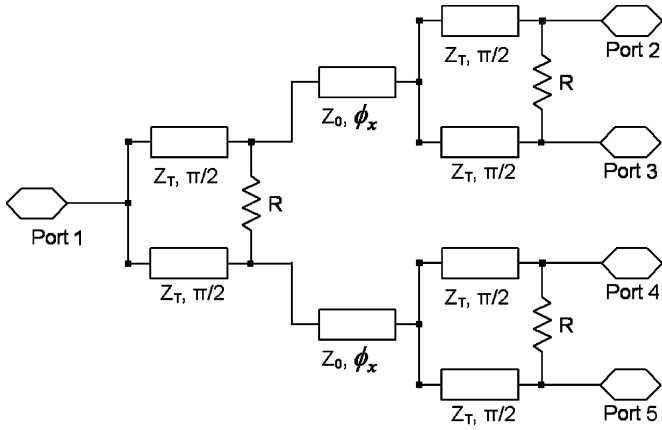 Port 2
Z_T, π/2
R
Z_0, ϕ_x
Z_T, π/2
Port 3
Z_T, π/2
R
Port 1
Z_T, π/2
Port 4
Z_T, π/2
R
Z_0, ϕ_x
Port 5
Z_T, π/2